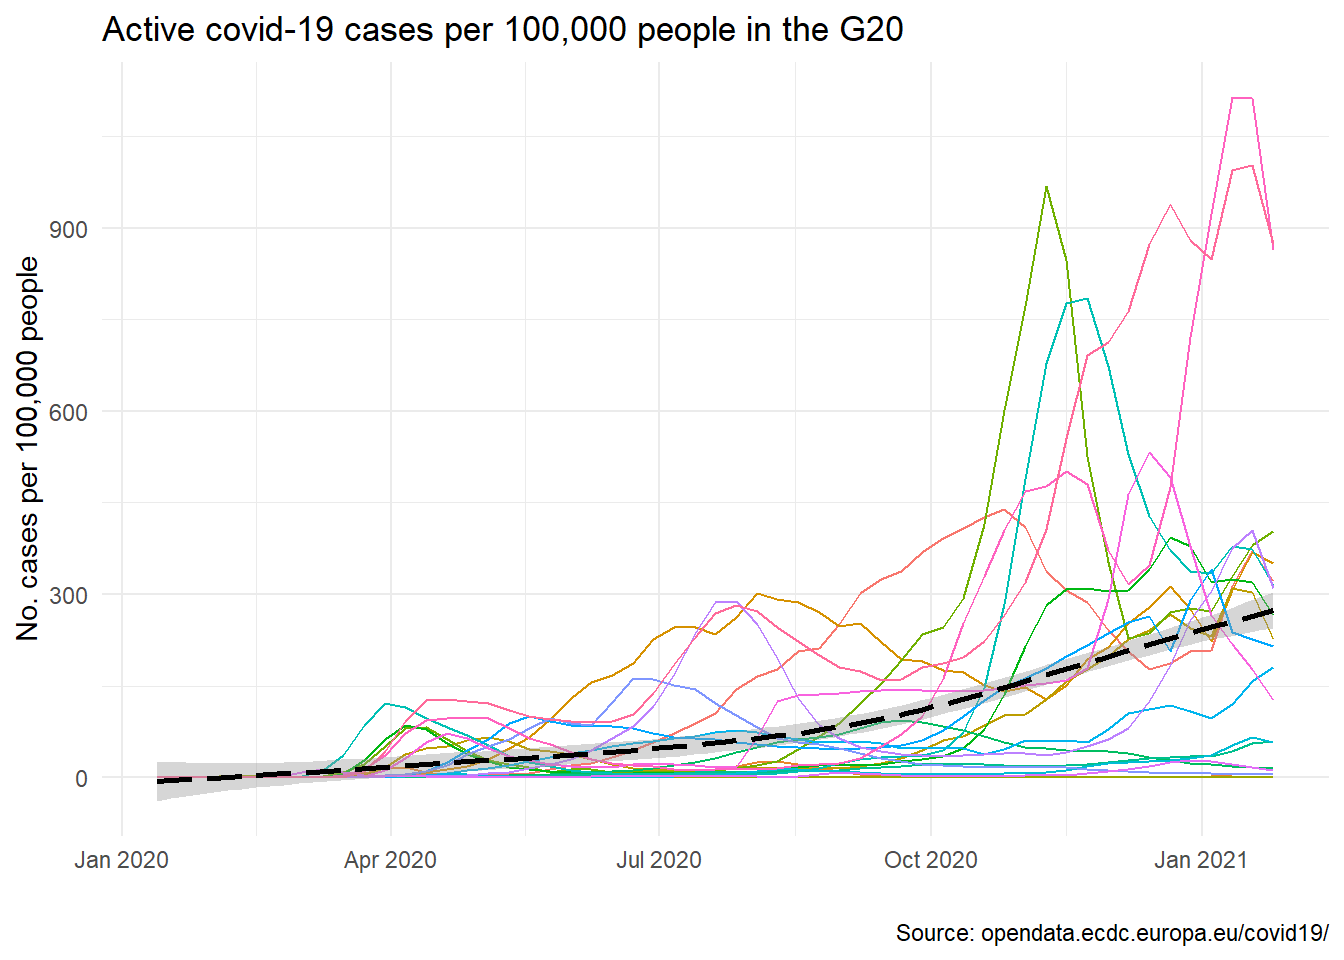 Active covid-19 cases per 100,000 people in the G20
No. cases per 100,000 people
900
600
300
0
Jan 2020
Apr 2020
Jul 2020
Oct 2020
Jan 2021
Source: opendata.ecdc.europa.eu/covid19/